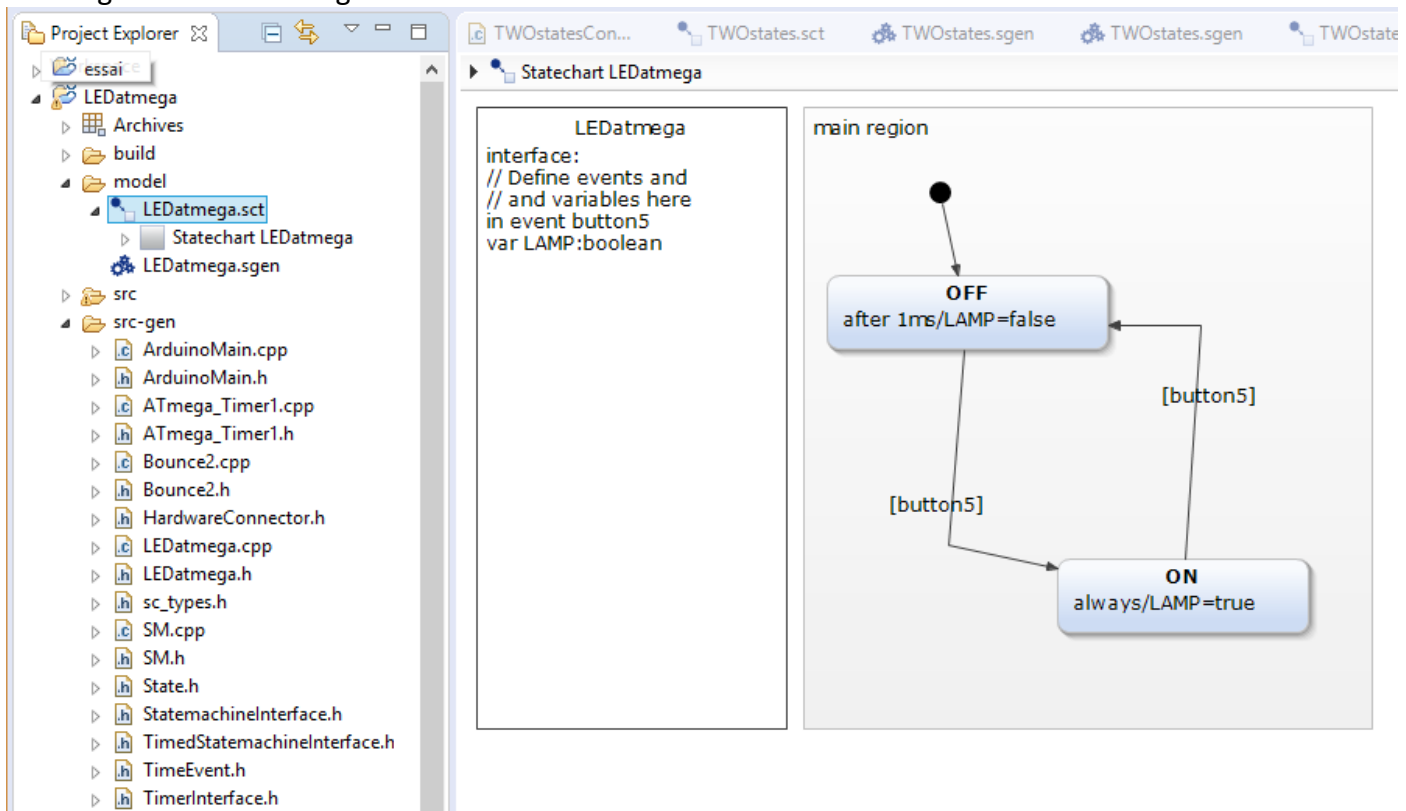 Project Explorer
essai
LEDatmega
Archives
build
model
LEDatmega.sct
Statechart LEDatmega
LEDatmega.sgen
src
src-gen
ArduinoMain.cpp
ArduinoMain.h
ATmega_Timer1.cpp
ATmega_Timer1.h
Bounce2.cpp
Bounce2.h
HardwareConnector.h
LEDatmega.cpp
LEDatmega.h
sc_types.h
SM.cpp
SM.h
State.h
StatemachineInterface.h
TimedStatemachineInterface.h
TimeEvent.h
TimerInterface.h
TWOstatesCon... TWOstates.sct TWOstates.sgen TWOstates.sgen TWOstate
Statechart LEDatmega
LEDatmega
interface:
// Define events and
// and variables here
in event button5
var LAMP:boolean
main region
OFF
after 1ms/LAMP=false
[button5]
[button5]
ON
always/LAMP=true